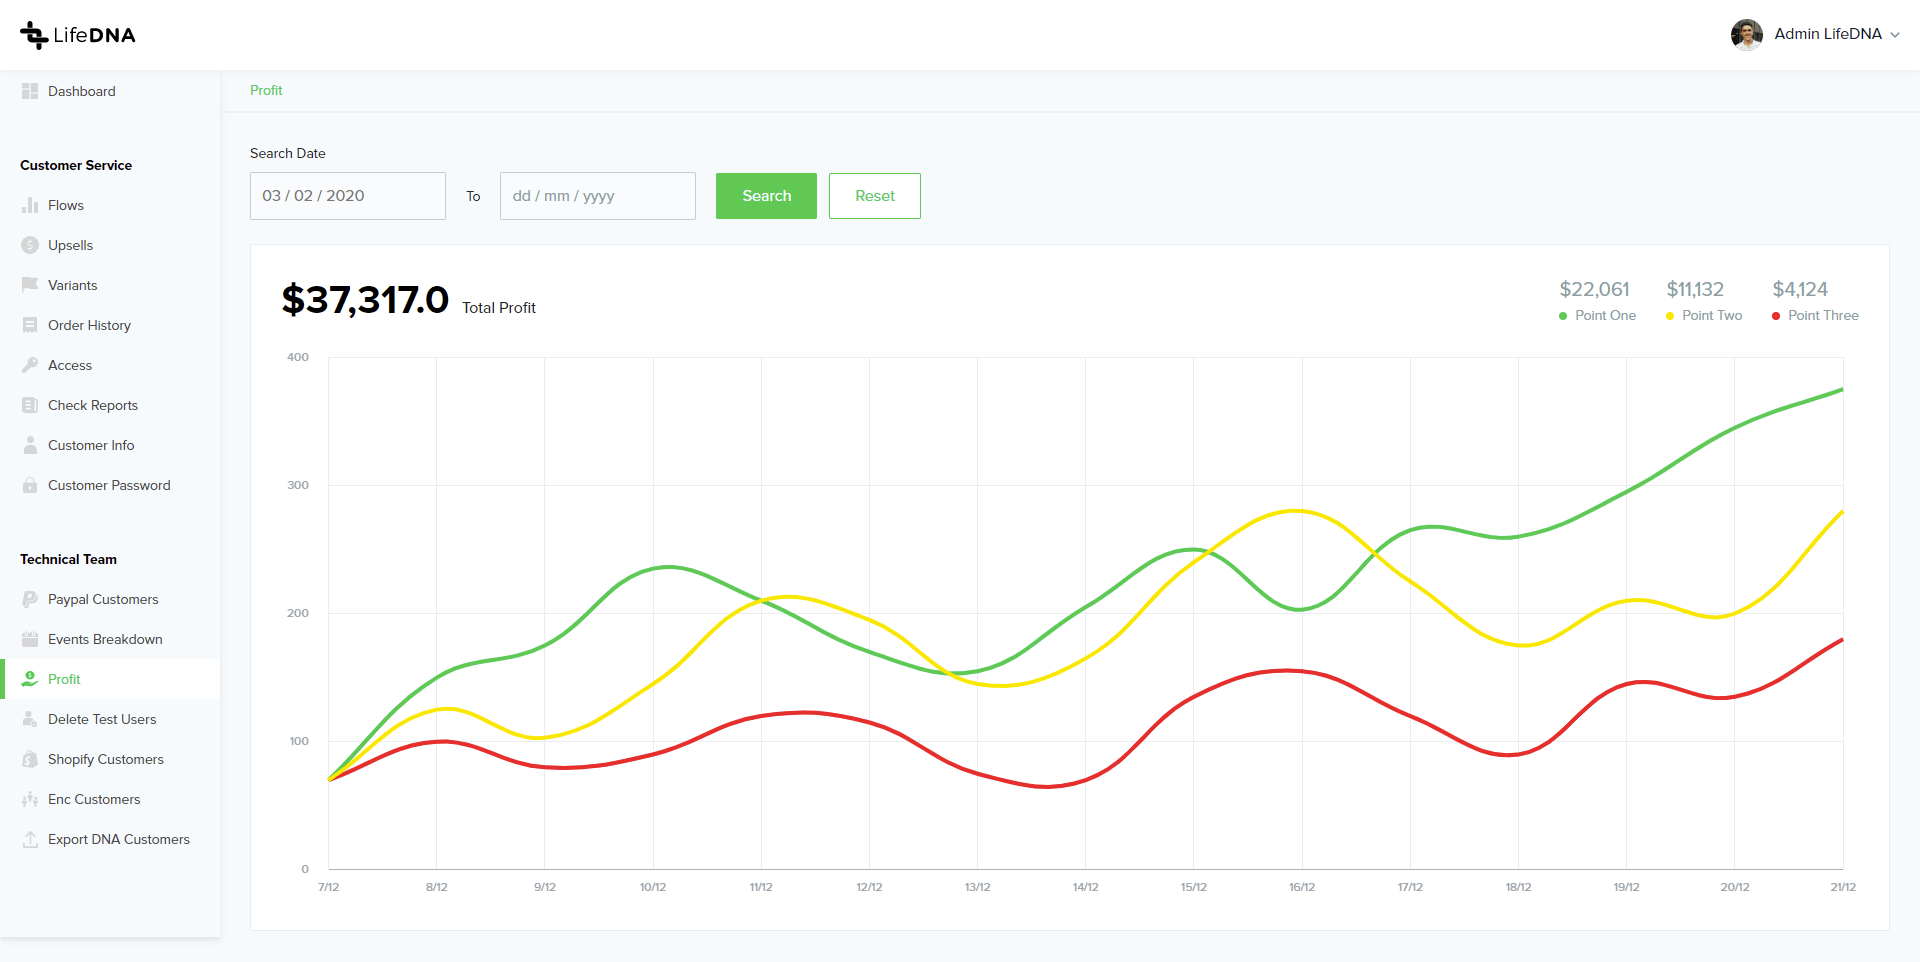 LifeDNA
Admin LifeDNA
Dashboard
Customer Service
Flows
Upsells
Variants
Order History
Access
Check Reports
Customer Info
Customer Password
Technical Team
Paypal Customers
Events Breakdown
Profit
Delete Test Users
Shopify Customers
Enc Customers
Export DNA Customers
Profit
Search Date
03 / 02 / 2020 To dd / mm / yyyy Search Reset
$37,317.0 Total Profit
$22,061 $11,132 $4,124
Point One Point Two Point Three
400
300
200
100
0
7/12 8/12 9/12 10/12 11/12 12/12 13/12 14/12 15/12 16/12 17/12 18/12 19/12 20/12 21/12